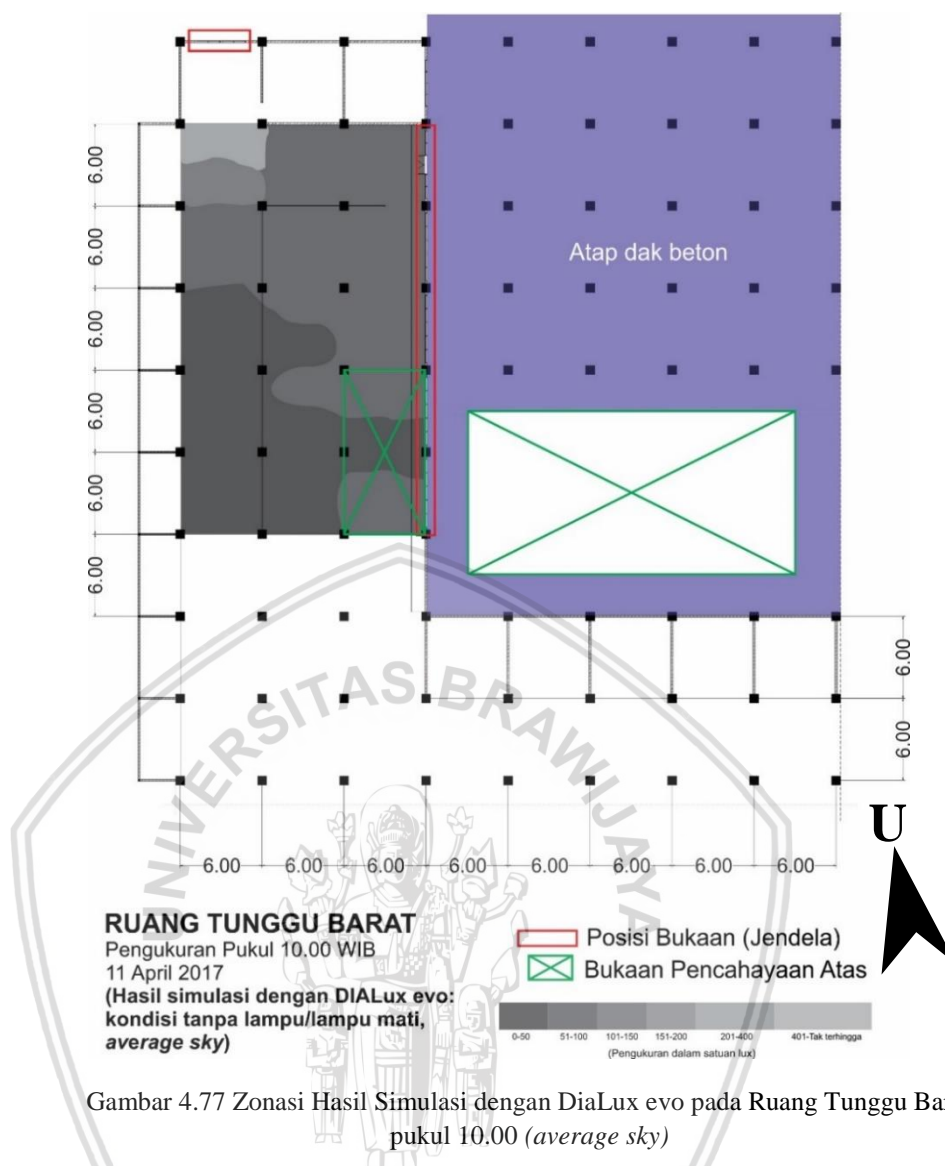 6.00
6.00
6.00
6.00
6.00
6.00
Atap dak beton
6.00
6.00
UNIVERSITAS BRAWIJAYA
6.00 6.00 6.00 6.00 6.00 6.00 6.00 6.00
U
RUANG TUNGGU BARAT
Pengukuran Pukul 10.00 WIB
11 April 2017
(Hasil simulasi dengan DIALux evo:
kondisi tanpa lampu/lampu mati,
average sky)
Posisi Bukaan (Jendela)
Bukaan Pencahayaan Atas
0-50 51-100 101-150 151-200 201-400 401-Tak terhingga
(Pengukuran dalam satuan lux)
Gambar 4.77 Zonasi Hasil Simulasi dengan DiaLux evo pada Ruang Tunggu Bar
pukul 10.00 (average sky)